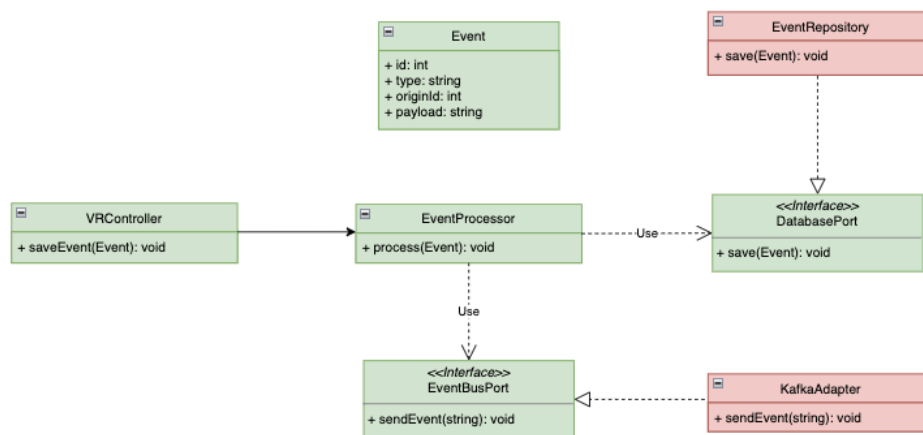 Event
+ id: int
+ type: string
+ originId: int
+ payload: string
EventRepository
+ save(Event): void
VRController
+ saveEvent(Event): void
EventProcessor
+ process(Event): void
Use
<<Interface>>
DatabasePort
+ save(Event): void
Use
<<Interface>>
EventBusPort
+ sendEvent(string): void
KafkaAdapter
+ sendEvent(string): void